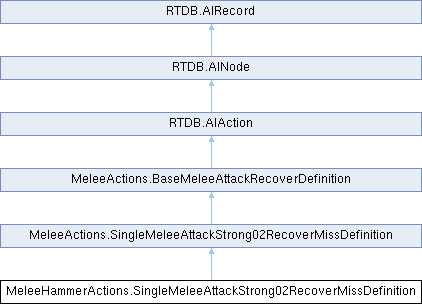 RTDB.AIRecord
RTDB.AINode
RTDB.AIAction
MeleeActions.BaseMeleeAttackRecoverDefinition
MeleeActions.SingleMeleeAttackStrong02RecoverMissDefinition
MeleeHammerActions.SingleMeleeAttackStrong02RecoverMissDefinition